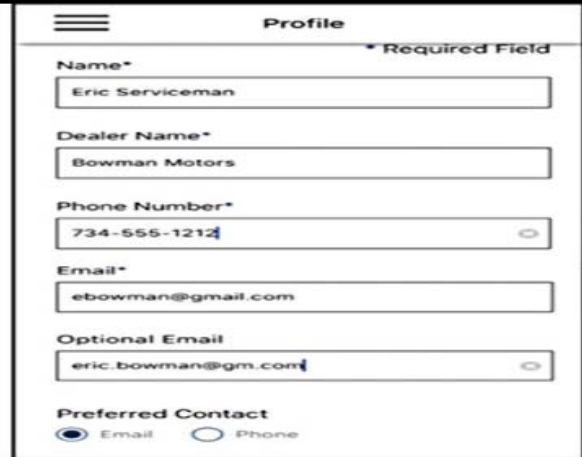 Profile
* Required Field
Name*
Eric Serviceman
Dealer Name*
Bowman Motors
Phone Number*
734-555-1212
Email*
ebowman@gmail.com
Optional Email
eric.bowman@gm.com
Preferred Contact
Email Phone